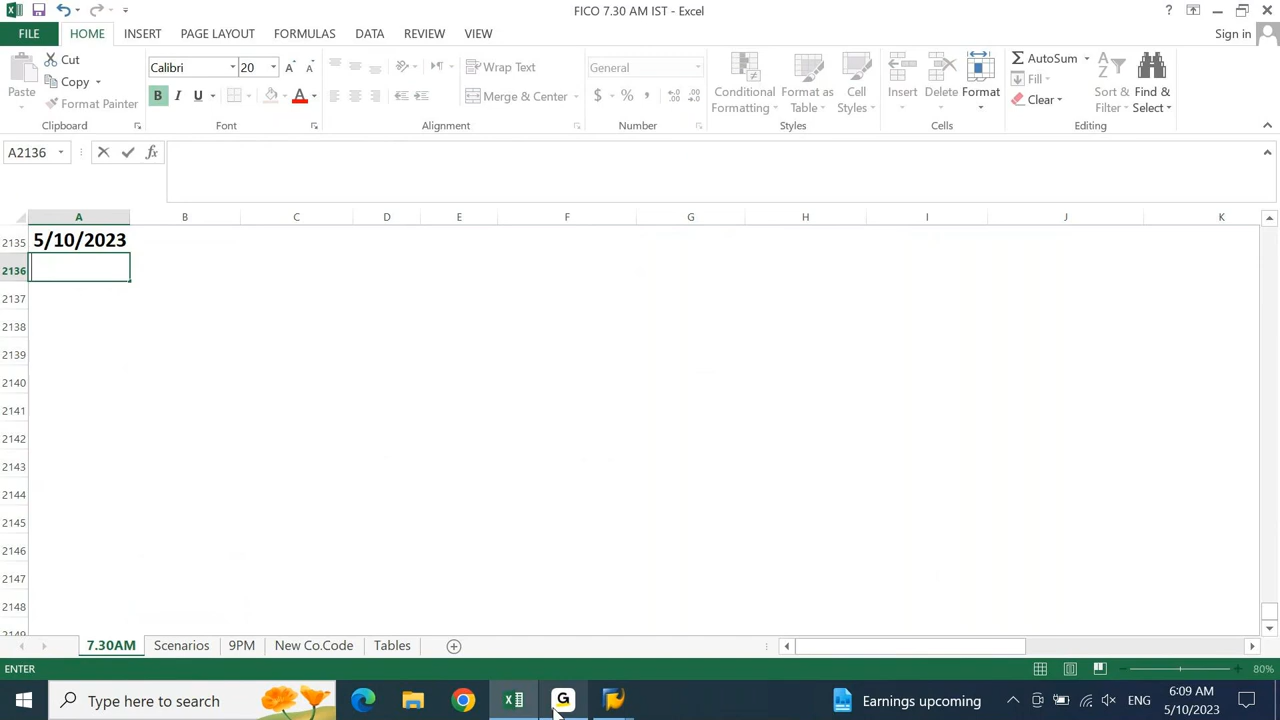 FICO 7.30 AM IST - Excel
?
FILE HOME INSERT PAGE LAYOUT FORMULAS DATA REVIEW VIEW Sign in
Paste
Cut
Copy
Format Painter
Clipboard
Calibri 20
B I U A
Font
Wrap Text
Merge & Center
Alignment
General
$ % ,
Number
Conditional Formatting
Format as Table
Cell Styles
Styles
Insert Delete Format
Cells
AutoSum
Fill
Clear
Sort & Filter
Find & Select
Editing
A2136 fx
A B C D E F G H I J K
2135 5/10/2023
2136
2137
2138
2139
2140
2141
2142
2143
2144
2145
2146
2147
2148
2149
7.30AM Scenarios 9PM New Co.Code Tables
ENTER 80%
Type here to search G Earnings upcoming ENG 6:09 AM
5/10/2023